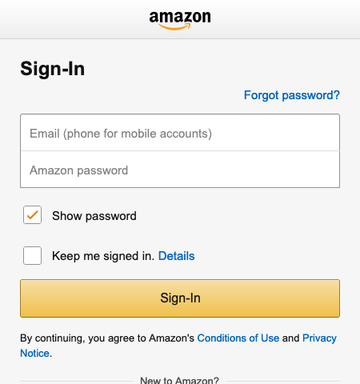 amazon
Sign-In
Forgot password?
Email (phone for mobile accounts)
Amazon password
Show password
Keep me signed in. Details
Sign-In
By continuing, you agree to Amazon's Conditions of Use and Privacy
Notice.
New to Amazon?